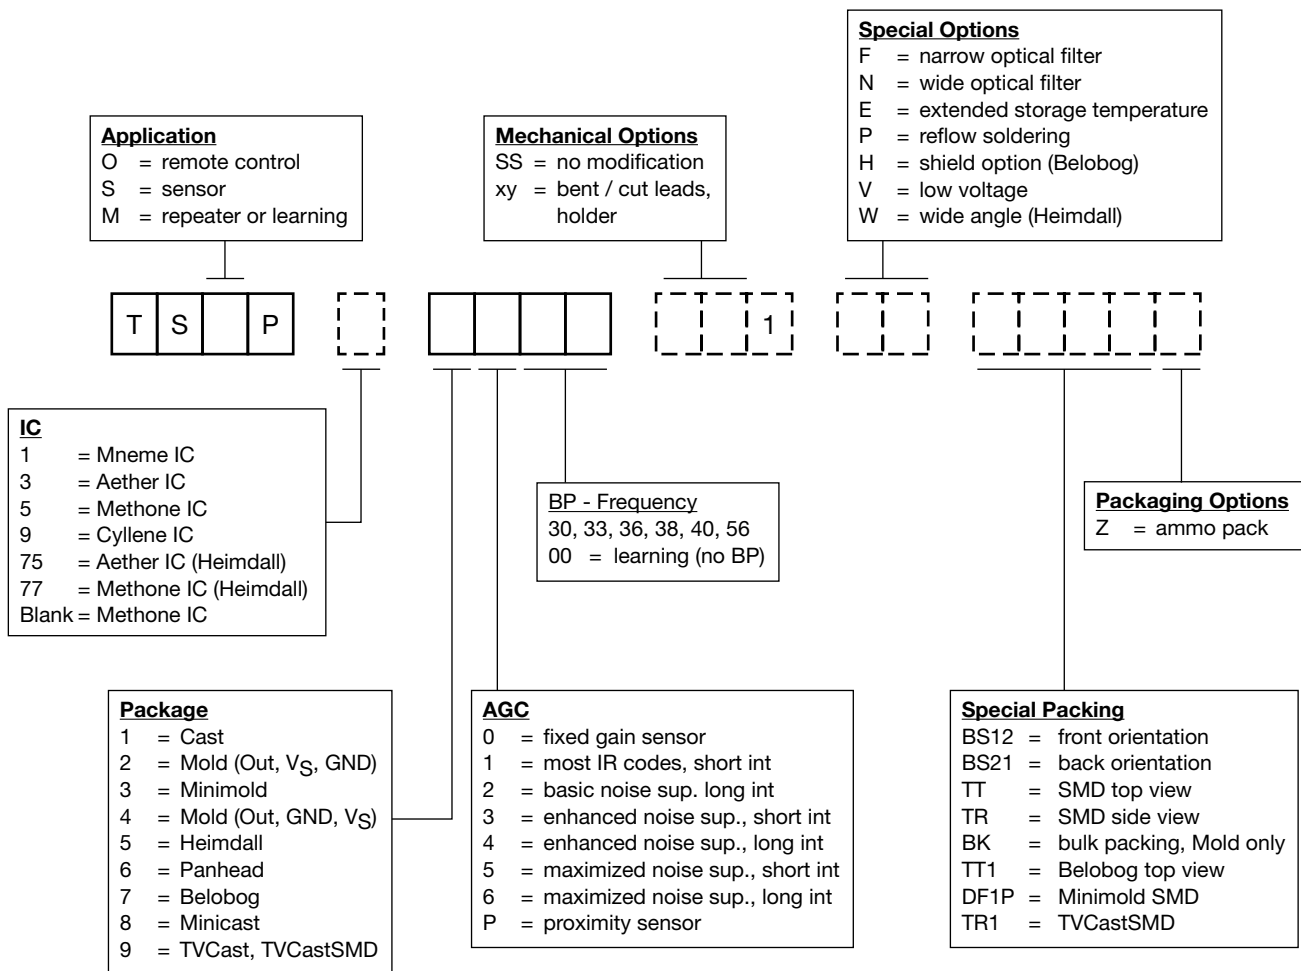 Special Options
F = narrow optical filter
N = wide optical filter
E = extended storage temperature
P = reflow soldering
H = shield option (Belobog)
V = low voltage
W = wide angle (Heimdall)
Application
O = remote control
S = sensor
M = repeater or learning
Mechanical Options
SS = no modification
xy = bent / cut leads,
holder
T S P 1
IC
1 = Mneme IC
3 = Aether IC
5 = Methone IC
9 = Cyllene IC
75 = Aether IC (Heimdall)
77 = Methone IC (Heimdall)
Blank = Methone IC
BP - Frequency
30, 33, 36, 38, 40, 56
00 = learning (no BP)
Packaging Options
Z = ammo pack
Package
1 = Cast
2 = Mold (Out, VS, GND)
3 = Minimold
4 = Mold (Out, GND, VS)
5 = Heimdall
6 = Panhead
7 = Belobog
8 = Minicast
9 = TVCast, TVCastSMD
AGC
0 = fixed gain sensor
1 = most IR codes, short int
2 = basic noise sup. long int
3 = enhanced noise sup., short int
4 = enhanced noise sup., long int
5 = maximized noise sup., short int
6 = maximized noise sup., long int
P = proximity sensor
Special Packing
BS12 = front orientation
BS21 = back orientation
TT = SMD top view
TR = SMD side view
BK = bulk packing, Mold only
TT1 = Belobog top view
DF1P = Minimold SMD
TR1 = TVCastSMD